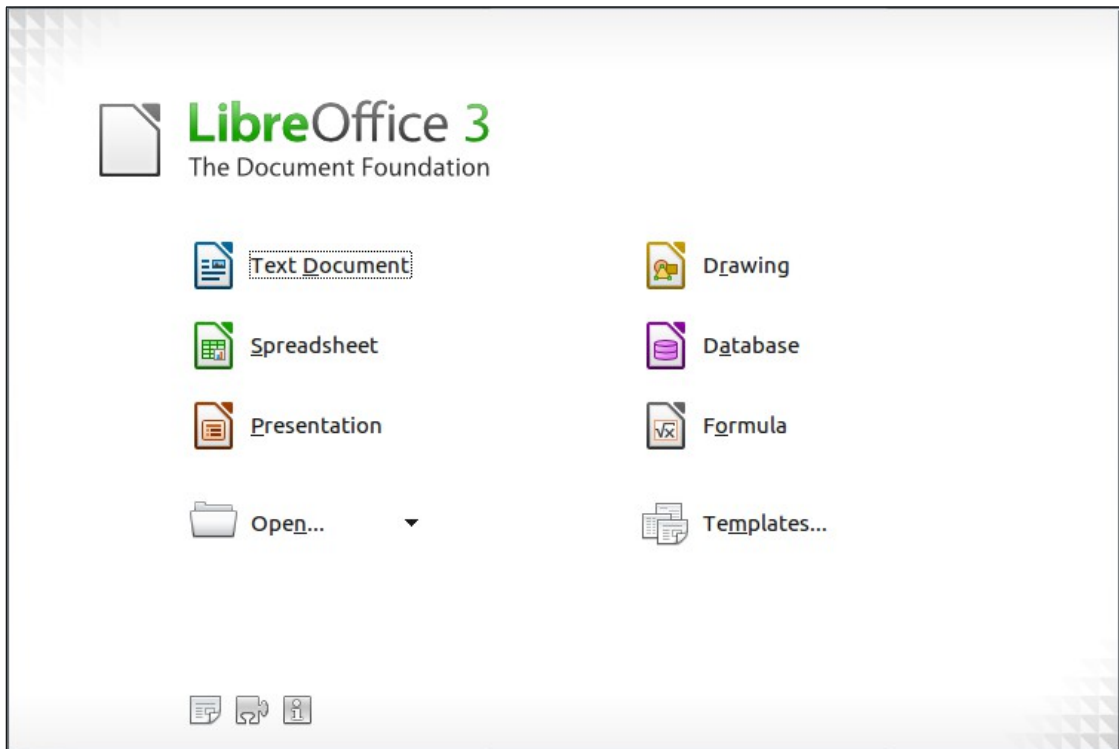 LibreOffice 3
The Document Foundation
Text Document
Drawing
Spreadsheet
Database
Presentation
Formula
Open...
Templates...